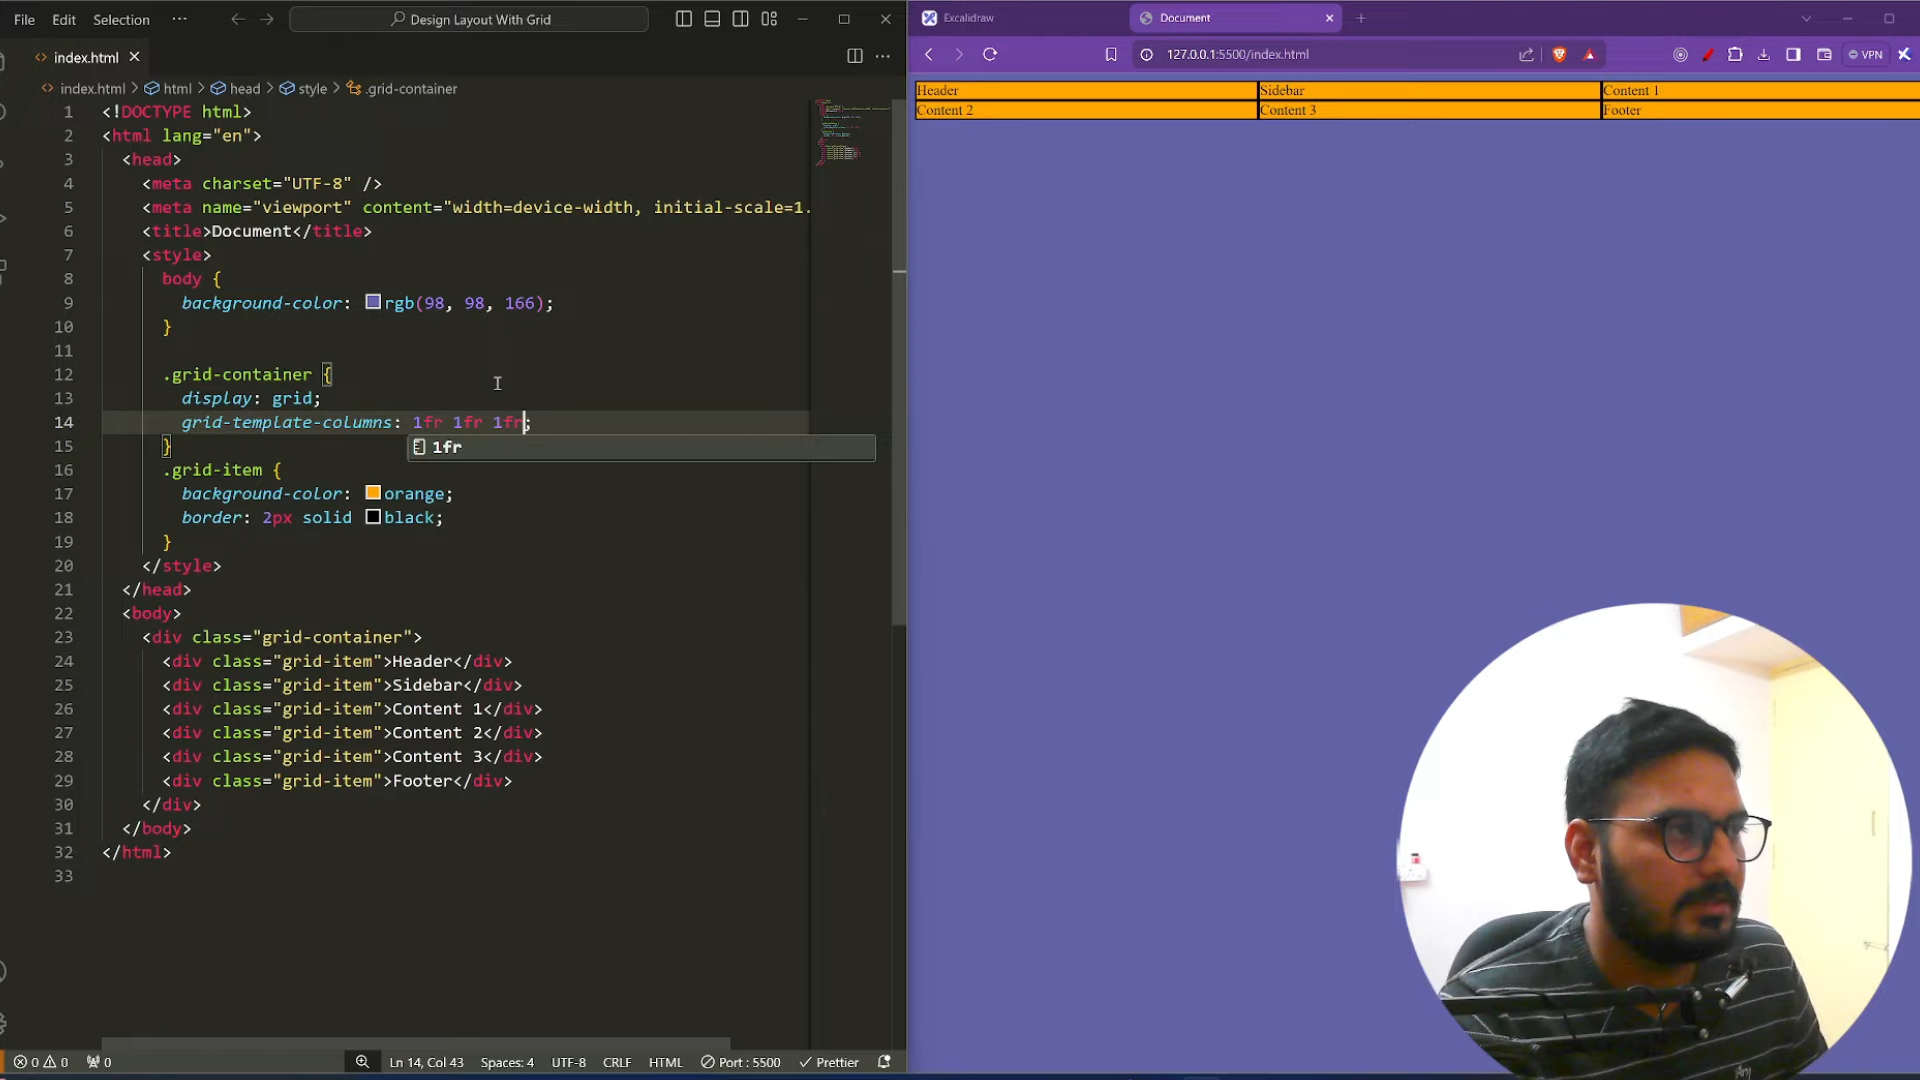 File Edit Selection ··· Design Layout With Grid
index.html
index.html > html > head > style > .grid-container
1 <!DOCTYPE html>
2 <html lang="en">
3 <head>
4 <meta charset="UTF-8" />
5 <meta name="viewport" content="width=device-width, initial-scale=1.
6 <title>Document</title>
7 <style>
8 body {
9 background-color: rgb(98, 98, 166);
10 }
11
12 .grid-container {
13 display: grid;
14 grid-template-columns: 1fr 1fr 1fr;
1fr
15 }
16 .grid-item {
17 background-color: orange;
18 border: 2px solid black;
19 }
20 </style>
21 </head>
22 <body>
23 <div class="grid-container">
24 <div class="grid-item">Header</div>
25 <div class="grid-item">Sidebar</div>
26 <div class="grid-item">Content 1</div>
27 <div class="grid-item">Content 2</div>
28 <div class="grid-item">Content 3</div>
29 <div class="grid-item">Footer</div>
30 </div>
31 </body>
32 </html>
33
0 0 0 Ln 14, Col 43 Spaces: 4 UTF-8 CRLF HTML Port : 5500 Prettier
Excalidraw Document
127.0.0.1:5500/index.html VPN
Header Sidebar Content 1
Content 2 Content 3 Footer